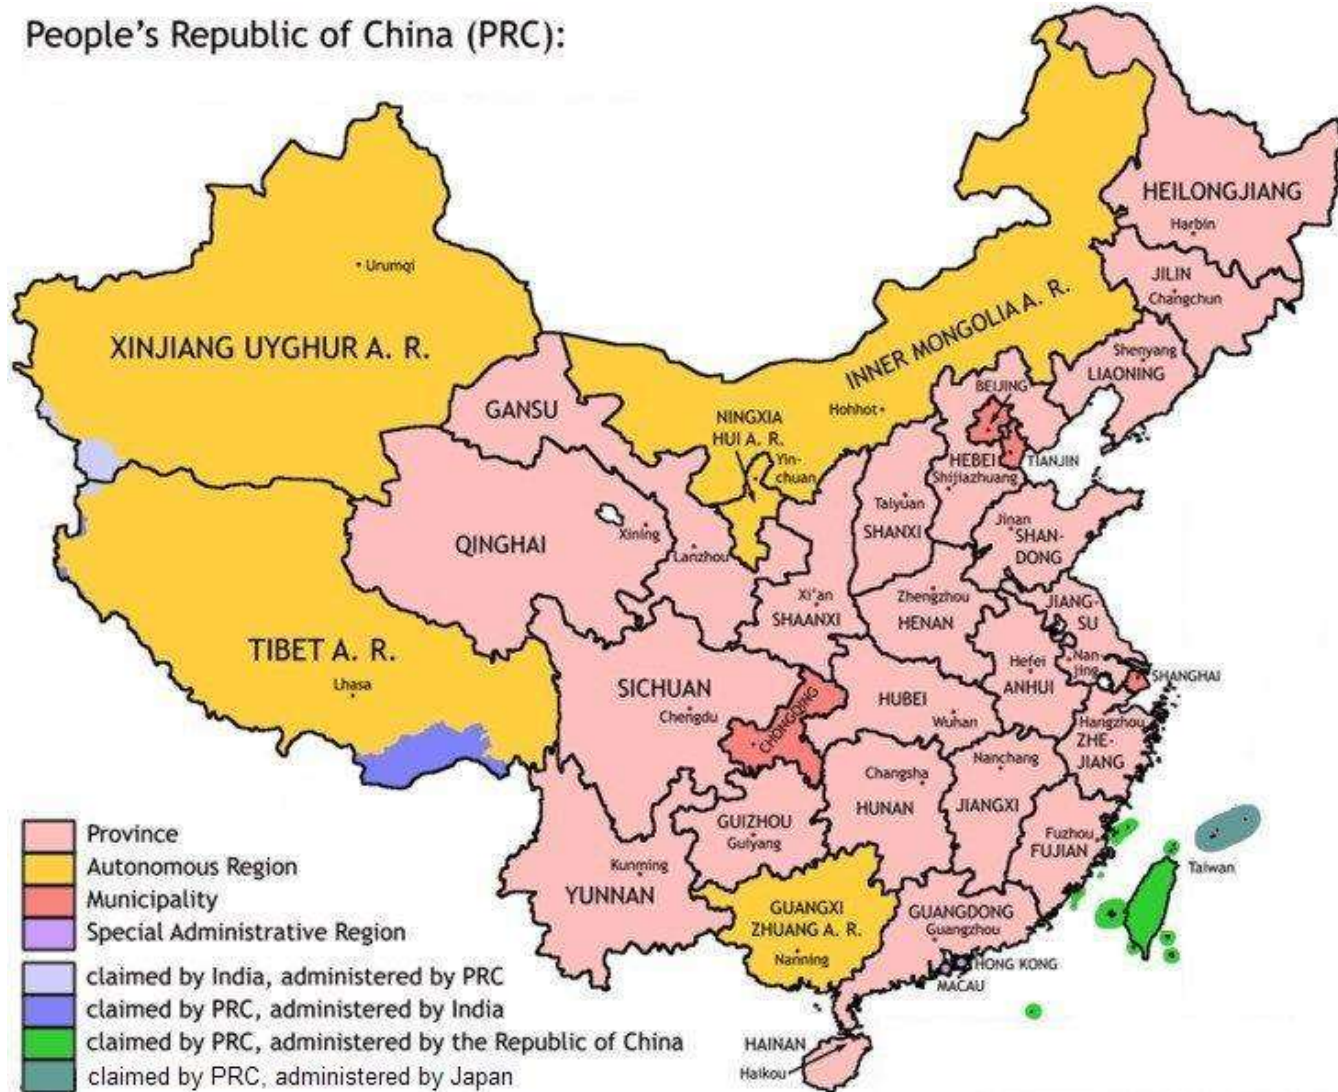 People's Republic of China (PRC):
HEILONGJIANG
Harbin
JILIN
Changchun
Urumqi
XINJIANG UYGHUR A. R.
INNER MONGOLIA A. R.
Shenyang
LIAONING
BEIJING
GANSU
NINGXIA
HUI A. R.
Hohhot
Yin-
chuan
HEBEI
TIANJIN
Shijiazhuang
Taiyuan
SHANXI
Jinan
SHAN-
DONG
QINGHAI
Xining
Lanzhou
Xi'an
SHAANXI
Zhengzhou
HENAN
JIANG-
SU
TIBET A. R.
Lhasa
SICHUAN
Chengdu
CHONGQING
HUBEI
Wuhan
Hefei
ANHUI
Nan-
jing
SHANGHAI
Hangzhou
ZHE-
JIANG
Changsha
HUNAN
Nanchang
JIANGXI
GUIZHOU
Guiyang
Fuzhou
FUJIAN
Taiwan
Kunming
YUNNAN
GUANGXI
ZHUANG A. R.
Nanning
GUANGDONG
Guangzhou
HONG KONG
MACAU
HAINAN
Haikou
Province
Autonomous Region
Municipality
Special Administrative Region
claimed by India, administered by PRC
claimed by PRC, administered by India
claimed by PRC, administered by the Republic of China
claimed by PRC, administered by Japan